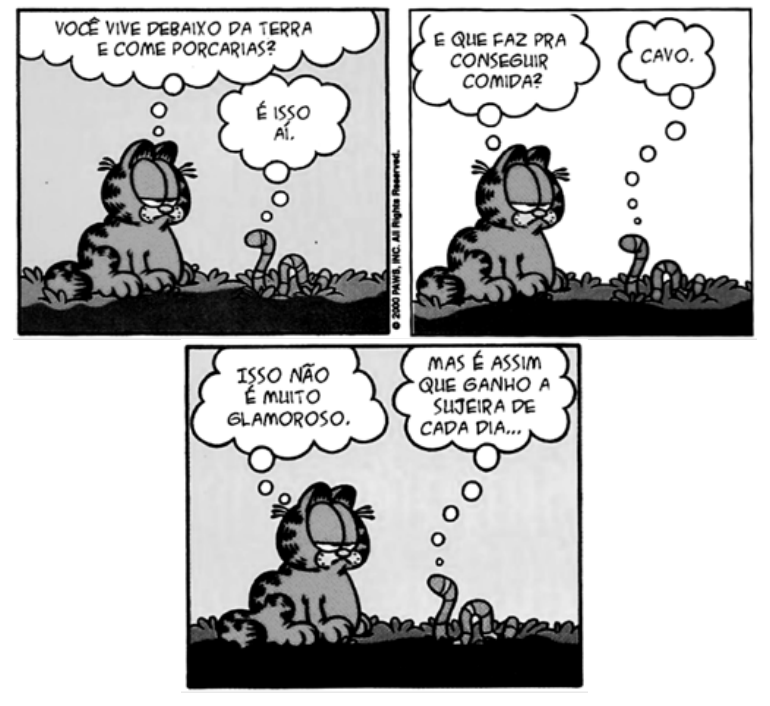 VOCÊ VIVE DEBAIXO DA TERRA
E COME PORCARIAS?
É ISSO
AÍ.
© 2000 PAWS, INC. All Rights Reserved.
E QUE FAZ PRA
CONSEGUIR
COMIDA?
CAVO.
ISSO NÃO
É MUITO
GLAMOROSO.
MAS É ASSIM
QUE GANHO A
SUJEIRA DE
CADA DIA...